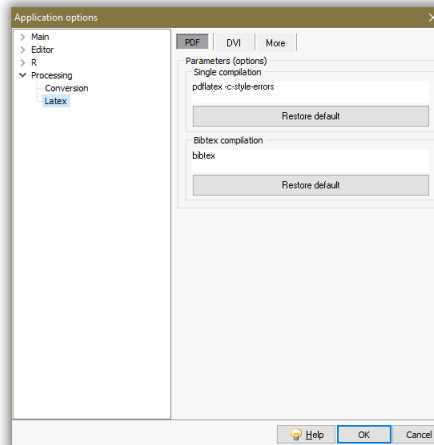 Application options
Main
Editor
R
Processing
Conversion
Latex
PDF DVI More
Parameters (options)
Single compilation
pdflatex -c-style-errors
Restore default
Bibtex compilation
bibtex
Restore default
Help OK Cancel